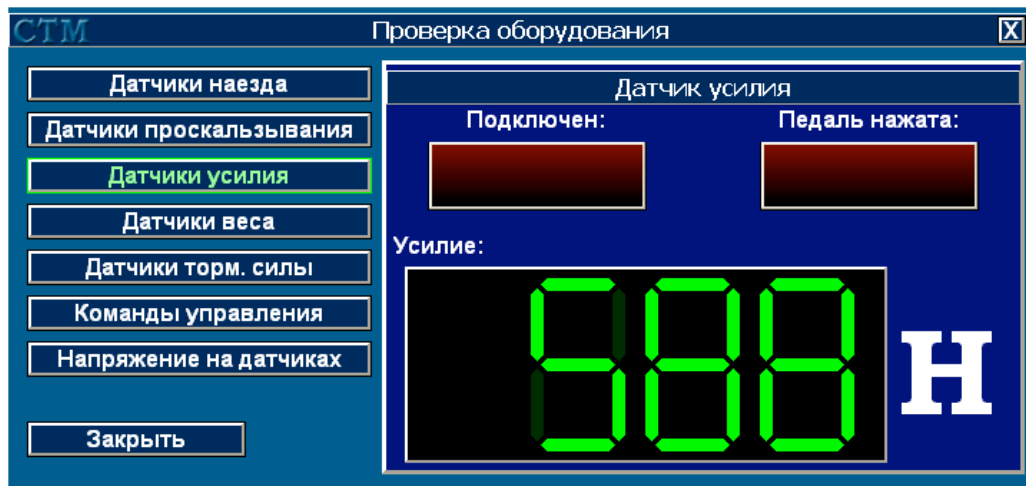 СТМ
Проверка оборудования
X
Датчики наезда
Датчики проскальзывания
Датчики усилия
Датчики веса
Датчики торм. силы
Команды управления
Напряжение на датчиках
Закрыть
Датчик усилия
Подключен:
Педаль нажата:
Усилие:
588 Н